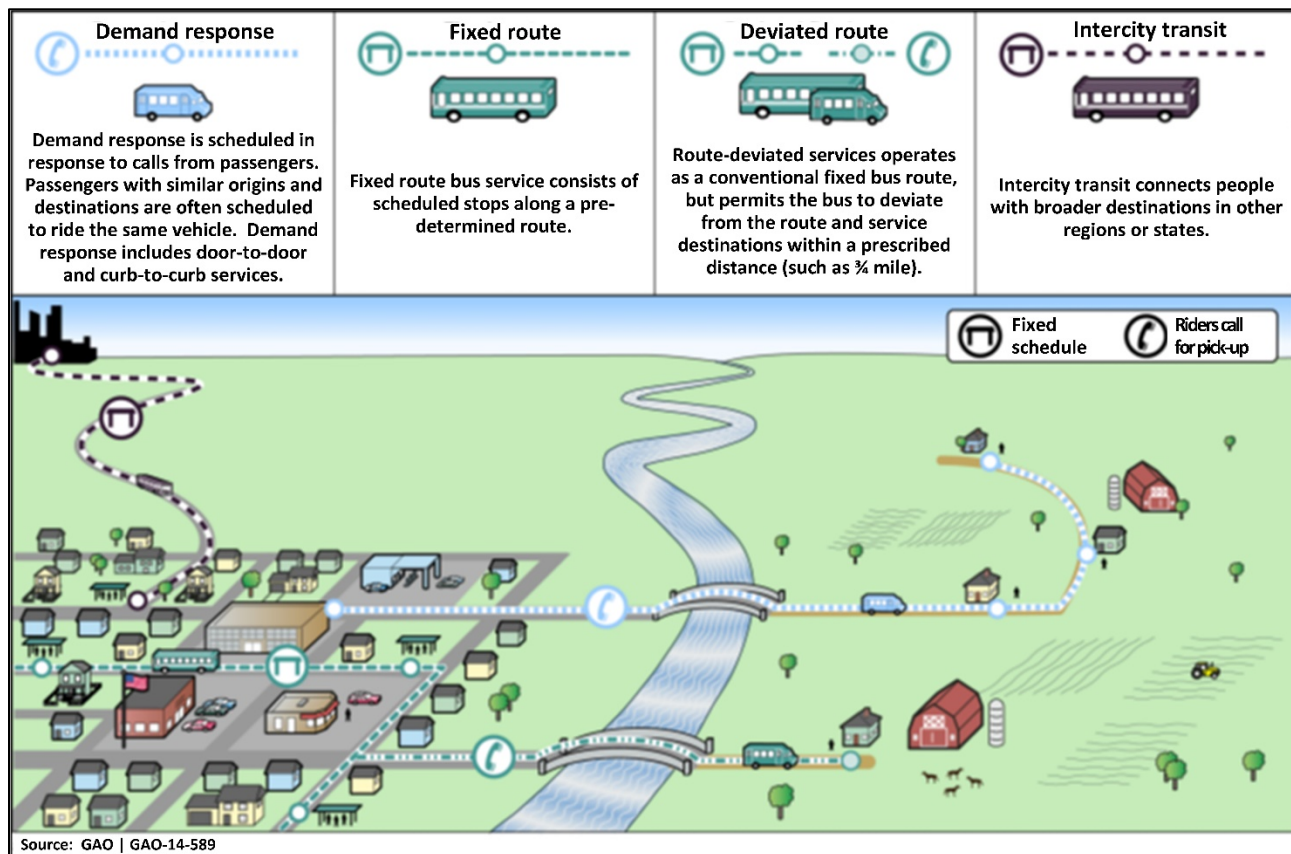 Demand response
Demand response is scheduled in
response to calls from passengers.
Passengers with similar origins and
destinations are often scheduled
to ride the same vehicle.  Demand
response includes door-to-door
and curb-to-curb services.
Fixed route
Fixed route bus service consists of
scheduled stops along a pre-
determined route.
Deviated route
Route-deviated services operates
as a conventional fixed bus route,
but permits the bus to deviate
from the route and service
destinations within a prescribed
distance (such as ¾ mile).
Intercity transit
Intercity transit connects people
with broader destinations in other
regions or states.
Fixed
schedule
Riders call
for pick-up
Source:  GAO | GAO-14-589